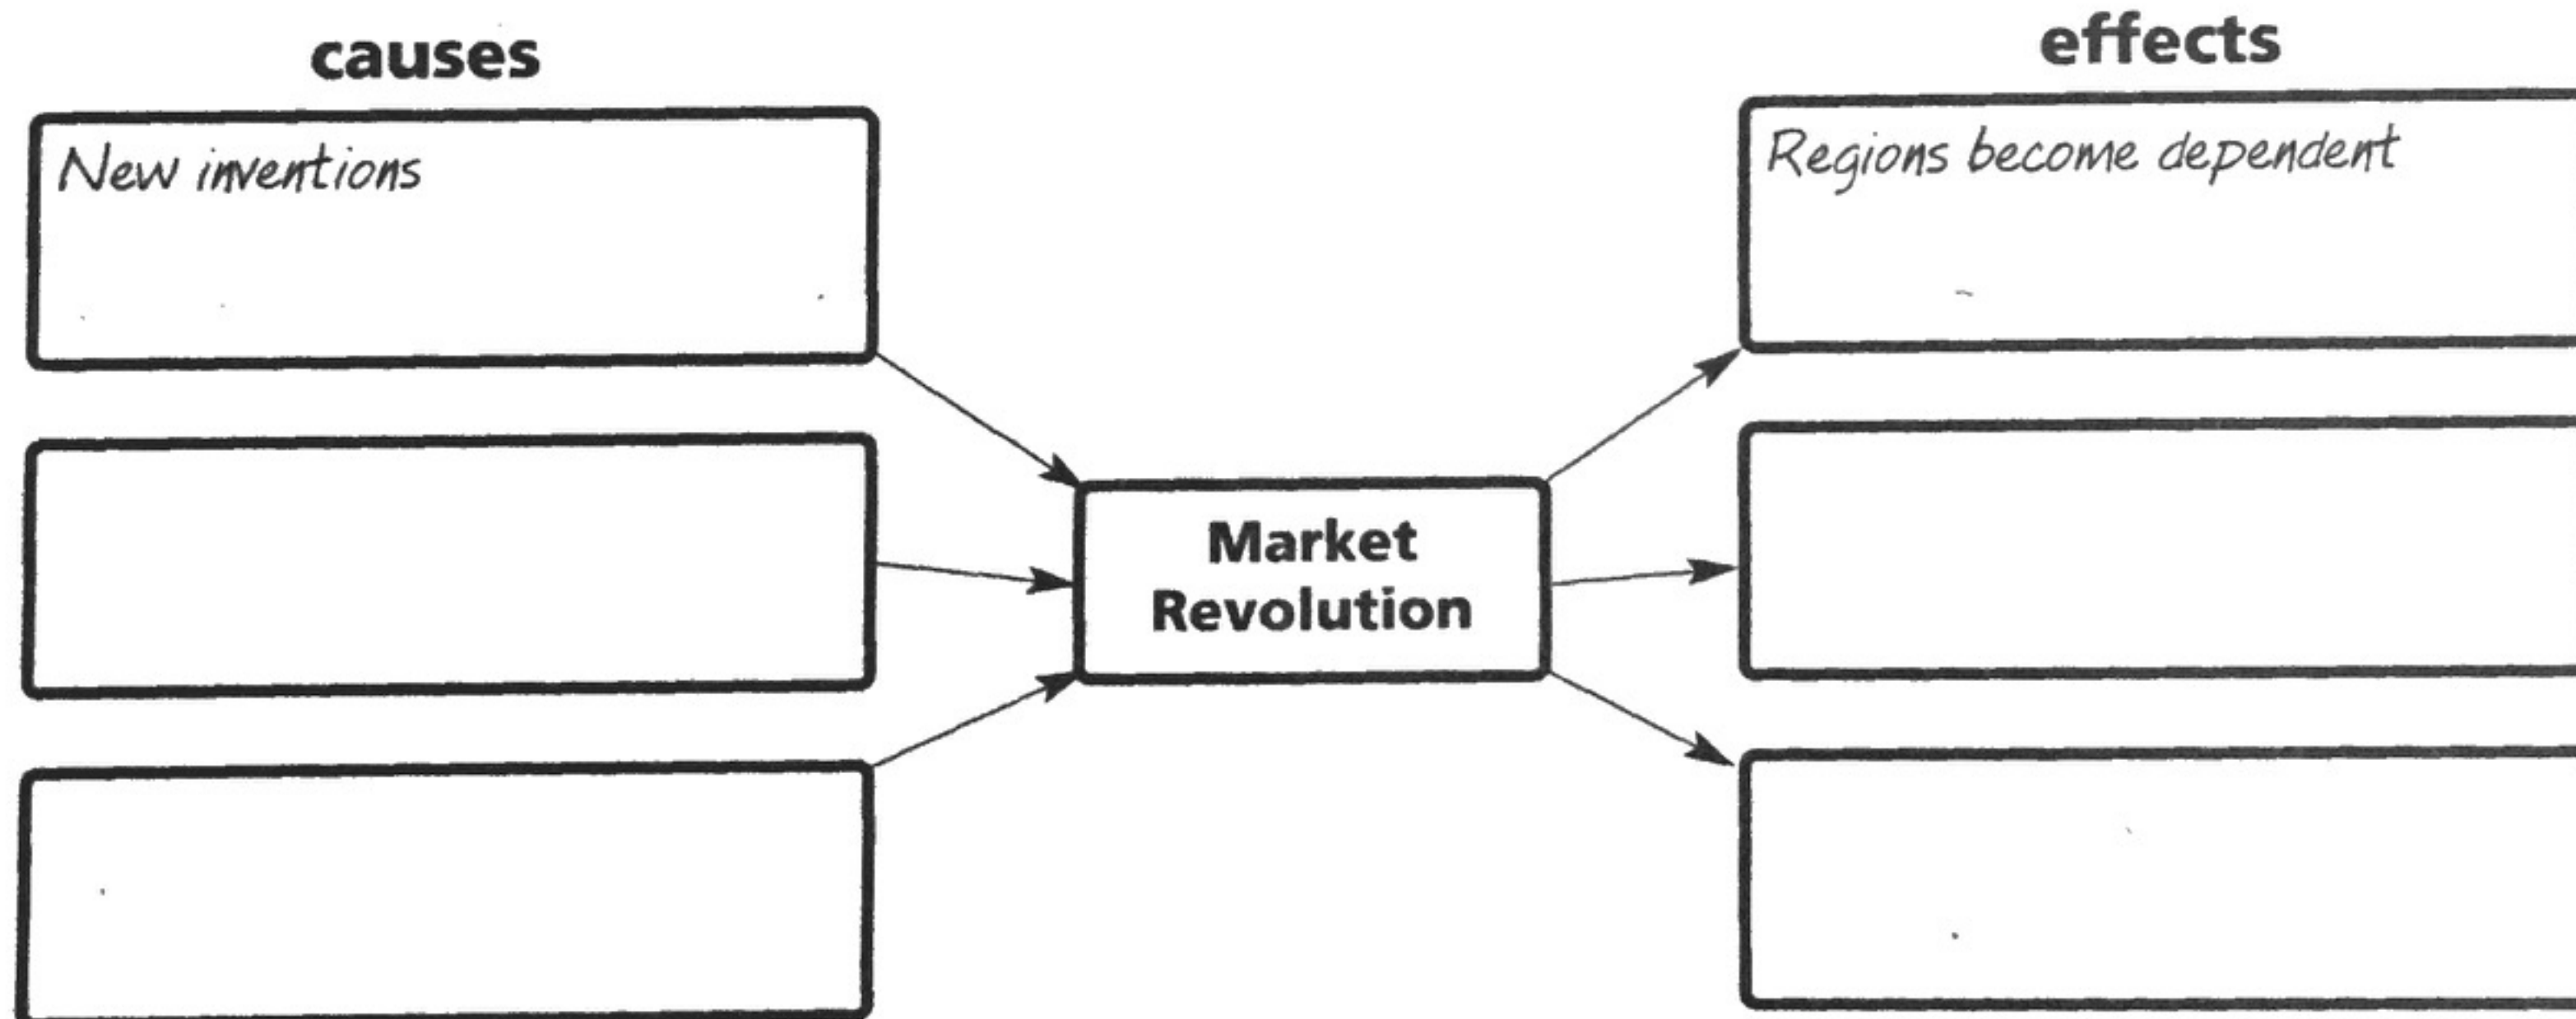 causes
effects
New inventions
Regions become dependent
Market
Revolution